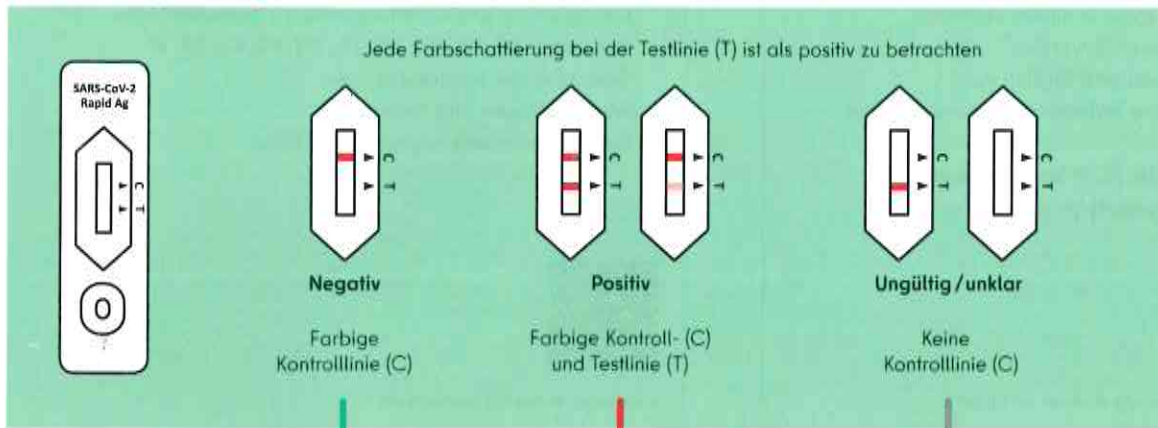 Jede Farbschattierung bei der Testlinie (T) ist als positiv zu betrachten
SARS-CoV-2
Rapid Ag
C
T
C
T
C
T
C
T
C
T
C
T
Negativ
Positiv
Ungültig / unklar
Farbige
Kontrolllinie (C)
Farbige Kontroll- (C)
und Testlinie (T)
Keine
Kontrolllinie (C)